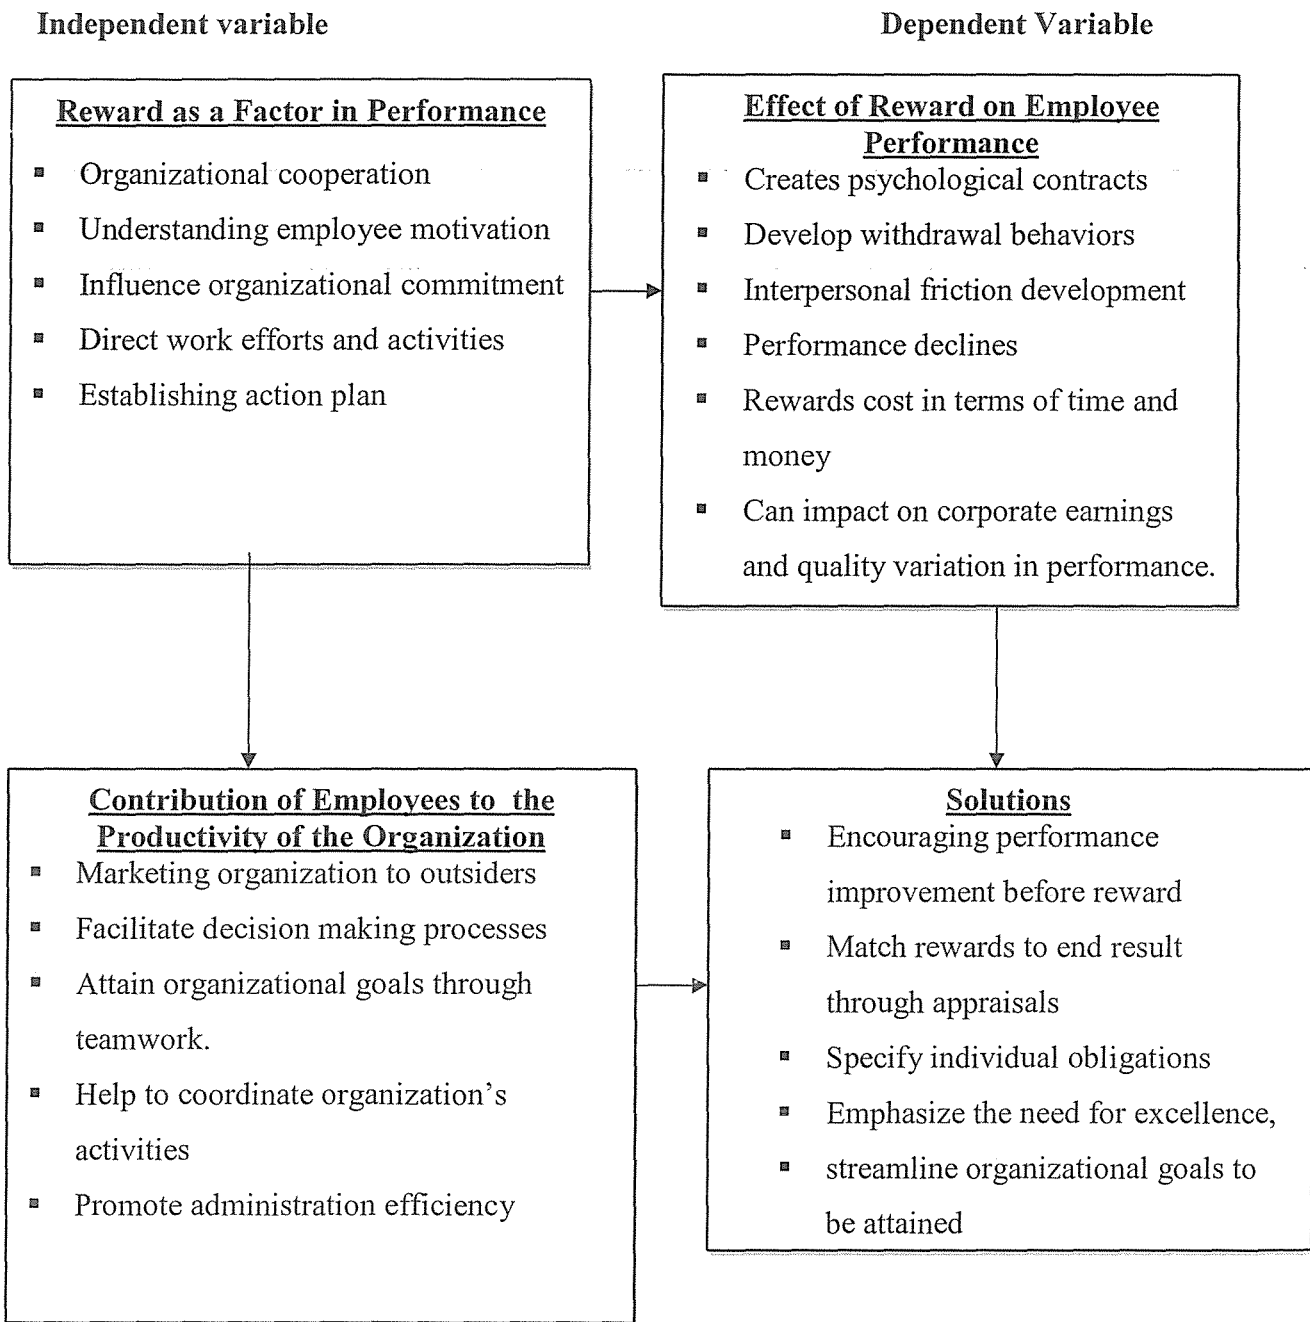 Independent variable
Dependent Variable
Reward as a Factor in Performance
▪ Organizational cooperation
▪ Understanding employee motivation
▪ Influence organizational commitment
▪ Direct work efforts and activities
▪ Establishing action plan
Effect of Reward on Employee
Performance
▪ Creates psychological contracts
▪ Develop withdrawal behaviors
▪ Interpersonal friction development
▪ Performance declines
▪ Rewards cost in terms of time and
money
▪ Can impact on corporate earnings
and quality variation in performance.
Contribution of Employees to the
Productivity of the Organization
▪ Marketing organization to outsiders
▪ Facilitate decision making processes
▪ Attain organizational goals through
teamwork.
▪ Help to coordinate organization’s
activities
▪ Promote administration efficiency
Solutions
▪ Encouraging performance
improvement before reward
▪ Match rewards to end result
through appraisals
▪ Specify individual obligations
▪ Emphasize the need for excellence,
▪ streamline organizational goals to
be attained